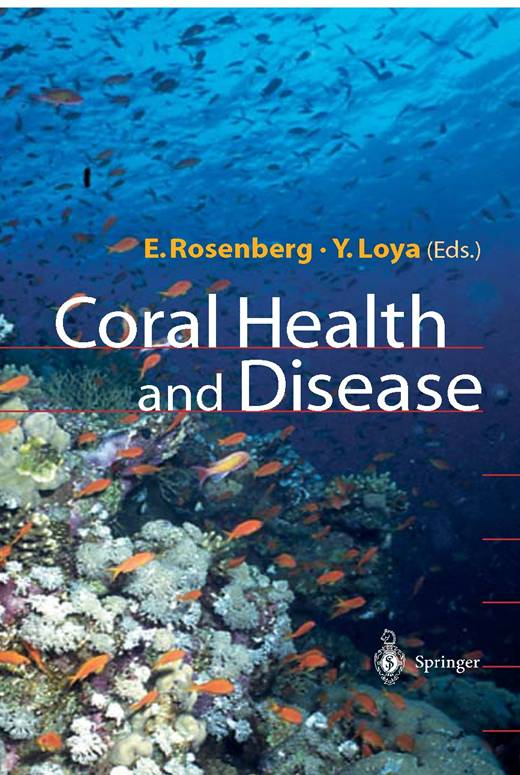 E. Rosenberg · Y. Loya (Eds.)
Coral Health
and Disease
Springer